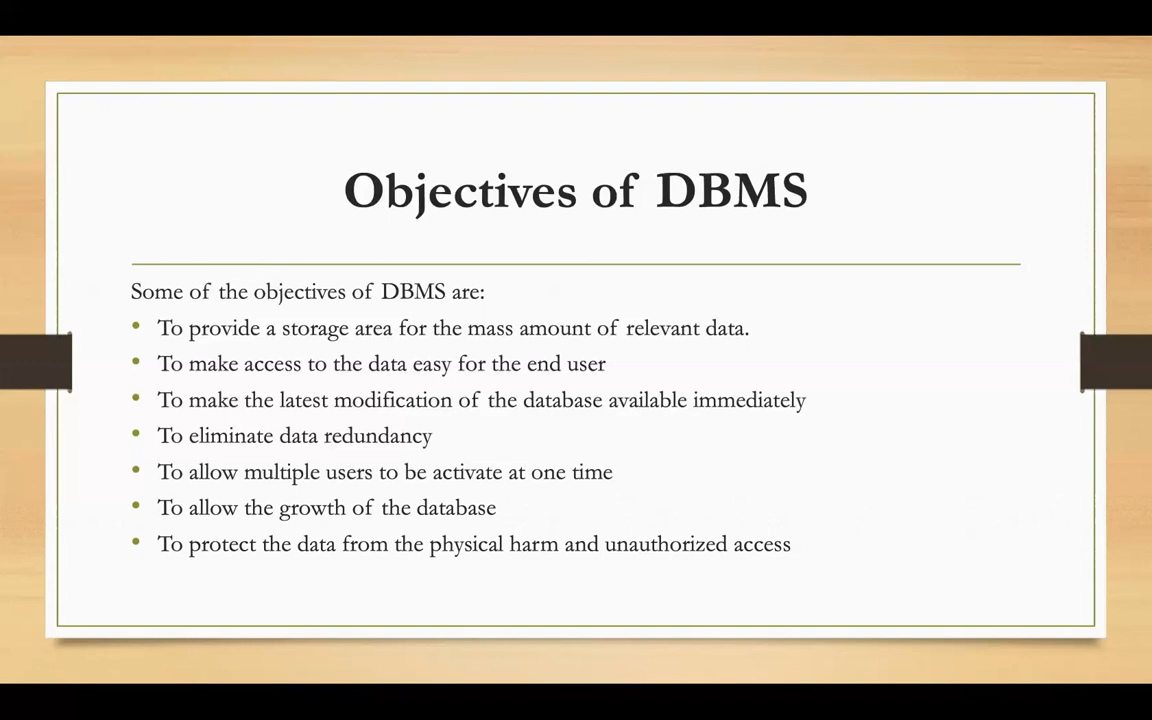 Objectives of DBMS
Some of the objectives of DBMS are:
• To provide a storage area for the mass amount of relevant data.
• To make access to the data easy for the end user
• To make the latest modification of the database available immediately
• To eliminate data redundancy
• To allow multiple users to be activate at one time
• To allow the growth of the database
• To protect the data from the physical harm and unauthorized access